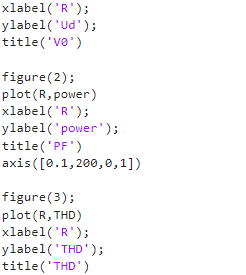 xlabel('R');
ylabel('Ud');
title('V0')
figure(2);
plot(R,power)
xlabel('R');
ylabel('power');
title('PF')
axis([0.1,200,0,1])
figure(3);
plot(R,THD)
xlabel('R');
ylabel('THD');
title('THD')